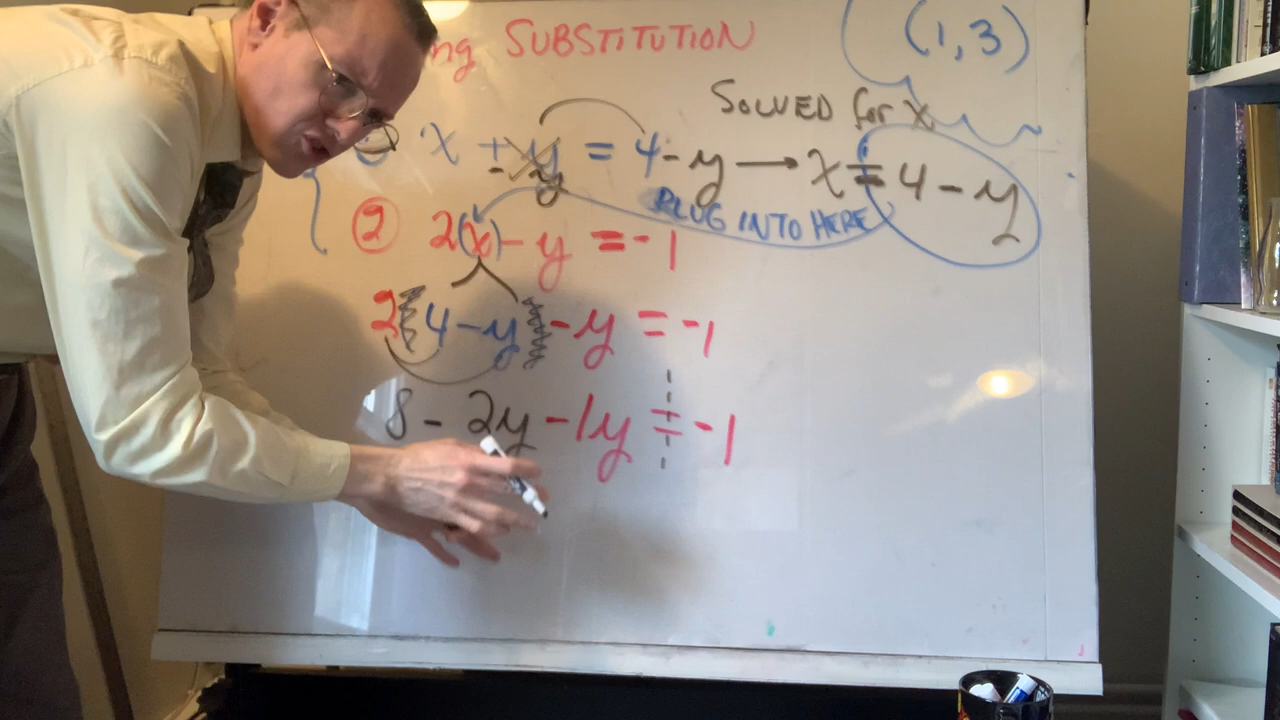 ng SUBSTITUTION
(1,3)
SOLVED for x
x + y = 4 - y → x = 4 - y
- y
PLUG INTO HERE
② 2(x) - y = -1
2 4 - y - y = -1
8 - 2y - 1y = -1